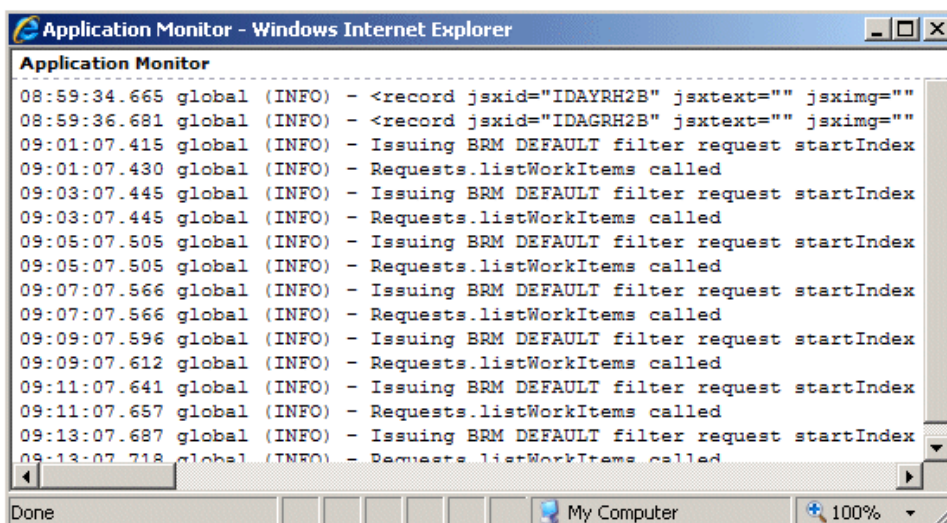 Application Monitor - Windows Internet Explorer
Application Monitor
08:59:34.665 global (INFO) - <record jsxid="IDAYRH2B" jsxtext="" jsximg=""
08:59:36.681 global (INFO) - <record jsxid="IDAGRH2B" jsxtext="" jsximg=""
09:01:07.415 global (INFO) - Issuing BRM DEFAULT filter request startIndex
09:01:07.430 global (INFO) - Requests.listWorkItems called
09:03:07.445 global (INFO) - Issuing BRM DEFAULT filter request startIndex
09:03:07.445 global (INFO) - Requests.listWorkItems called
09:05:07.505 global (INFO) - Issuing BRM DEFAULT filter request startIndex
09:05:07.505 global (INFO) - Requests.listWorkItems called
09:07:07.566 global (INFO) - Issuing BRM DEFAULT filter request startIndex
09:07:07.566 global (INFO) - Requests.listWorkItems called
09:09:07.596 global (INFO) - Issuing BRM DEFAULT filter request startIndex
09:09:07.612 global (INFO) - Requests.listWorkItems called
09:11:07.641 global (INFO) - Issuing BRM DEFAULT filter request startIndex
09:11:07.657 global (INFO) - Requests.listWorkItems called
09:13:07.687 global (INFO) - Issuing BRM DEFAULT filter request startIndex
09:13:07.718 global (INFO) - Requests.listWorkItems called
Done My Computer 100%